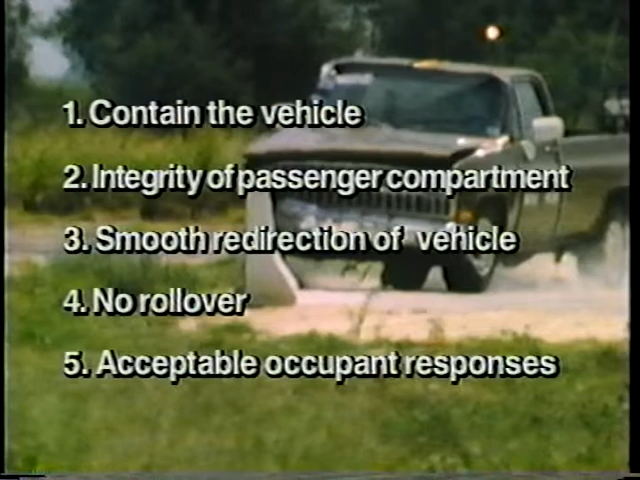 1. Contain the vehicle
2. Integrity of passenger compartment
3. Smooth redirection of vehicle
4. No rollover
5. Acceptable occupant responses